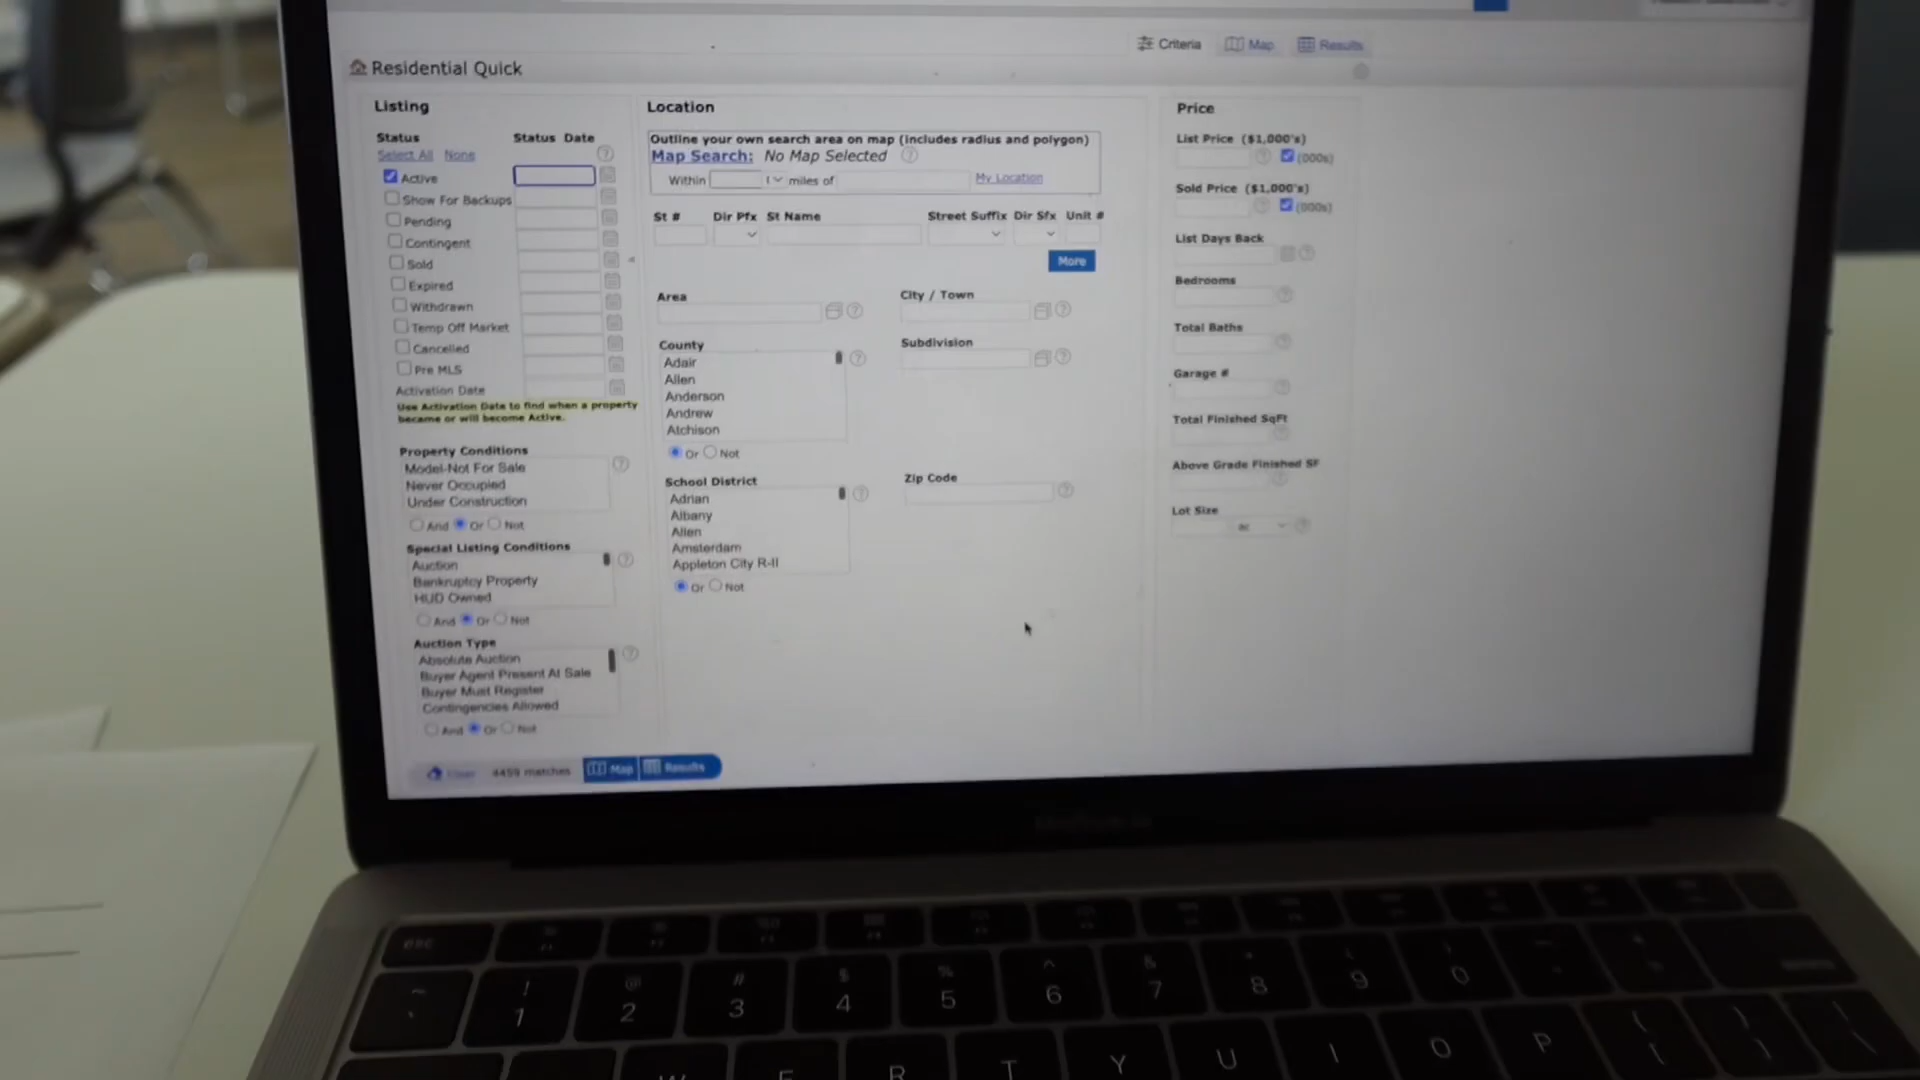 Criteria Map Results
Residential Quick
Listing
Status Status Date
Select All None
Active
Show For Backups
Pending
Contingent
Sold
Expired
Withdrawn
Temp Off Market
Cancelled
Pre MLS
Activation Date
Use Activation Date to find when a property
became or will become Active.
Property Conditions
Model-Not For Sale
Never Occupied
Under Construction
And Or Not
Special Listing Conditions
Auction
Bankruptcy Property
HUD Owned
And Or Not
Auction Type
Absolute Auction
Buyer Agent Present At Sale
Buyer Must Register
Contingencies Allowed
And Or Not
Clear 4459 matches Map Results
Location
Outline your own search area on map (includes radius and polygon)
Map Search: No Map Selected
Within miles of My Location
St # Dir Pfx St Name Street Suffix Dir Sfx Unit #
More
Area City / Town
County Subdivision
Adair
Allen
Anderson
Andrew
Atchison
Or Not
School District Zip Code
Adrian
Albany
Allen
Amsterdam
Appleton City R-II
Or Not
Price
List Price ($1,000's)
(000s)
Sold Price ($1,000's)
(000s)
List Days Back
Bedrooms
Total Baths
Garage #
Total Finished SqFt
Above Grade Finished SF
Lot Size
ac
esc
! @ # $ % ^ &
1 2 3 4 5 6 7 8 9 0
R T Y U I O P